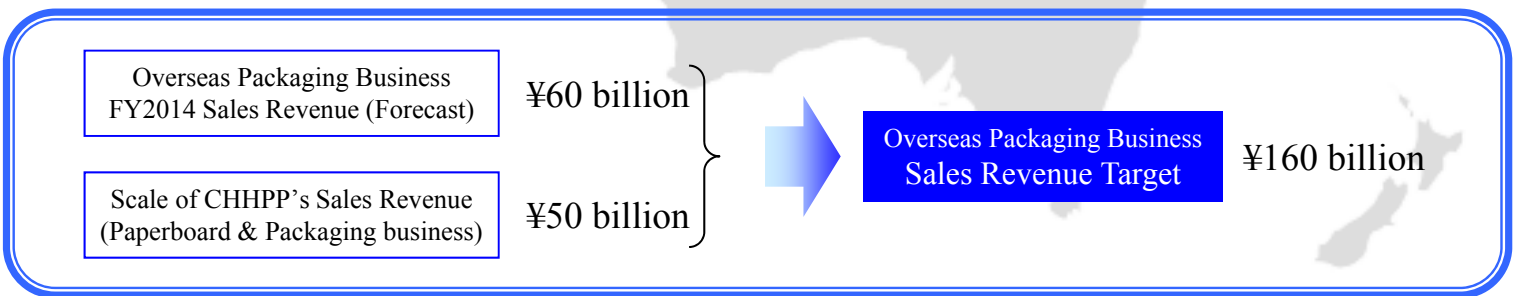 Overseas Packaging Business
FY2014 Sales Revenue (Forecast)
¥60 billion
Scale of CHHPP’s Sales Revenue
(Paperboard & Packaging business)
¥50 billion
Overseas Packaging Business
Sales Revenue Target
¥160 billion